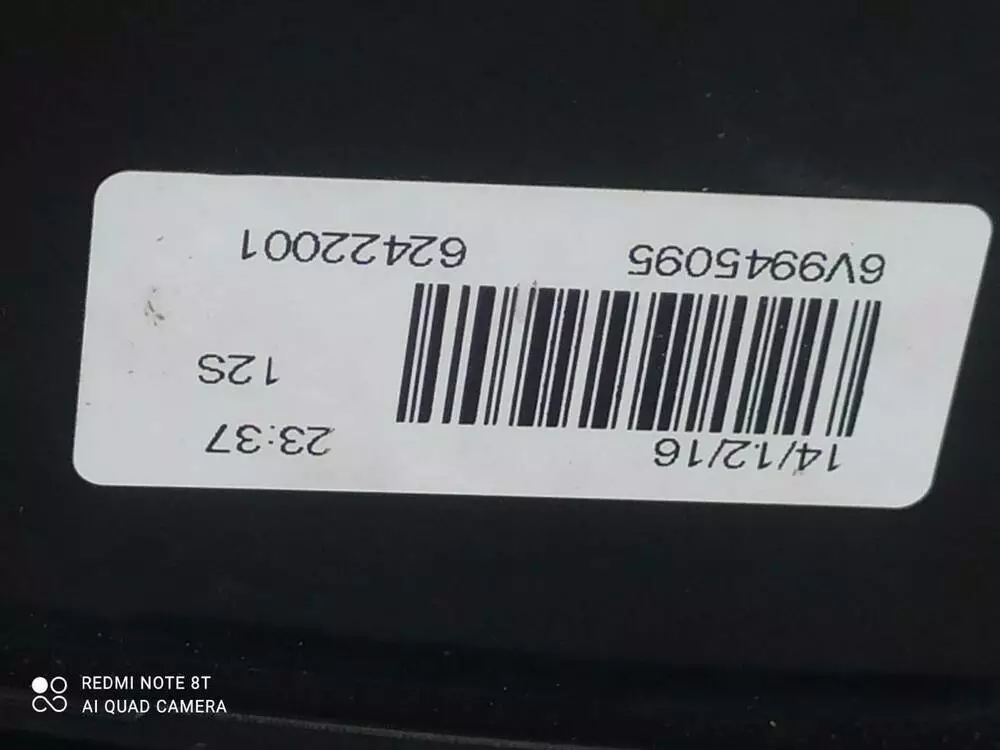 14/12/16 23:37
12S
6V9945095 62422001
REDMI NOTE 8T
AI QUAD CAMERA